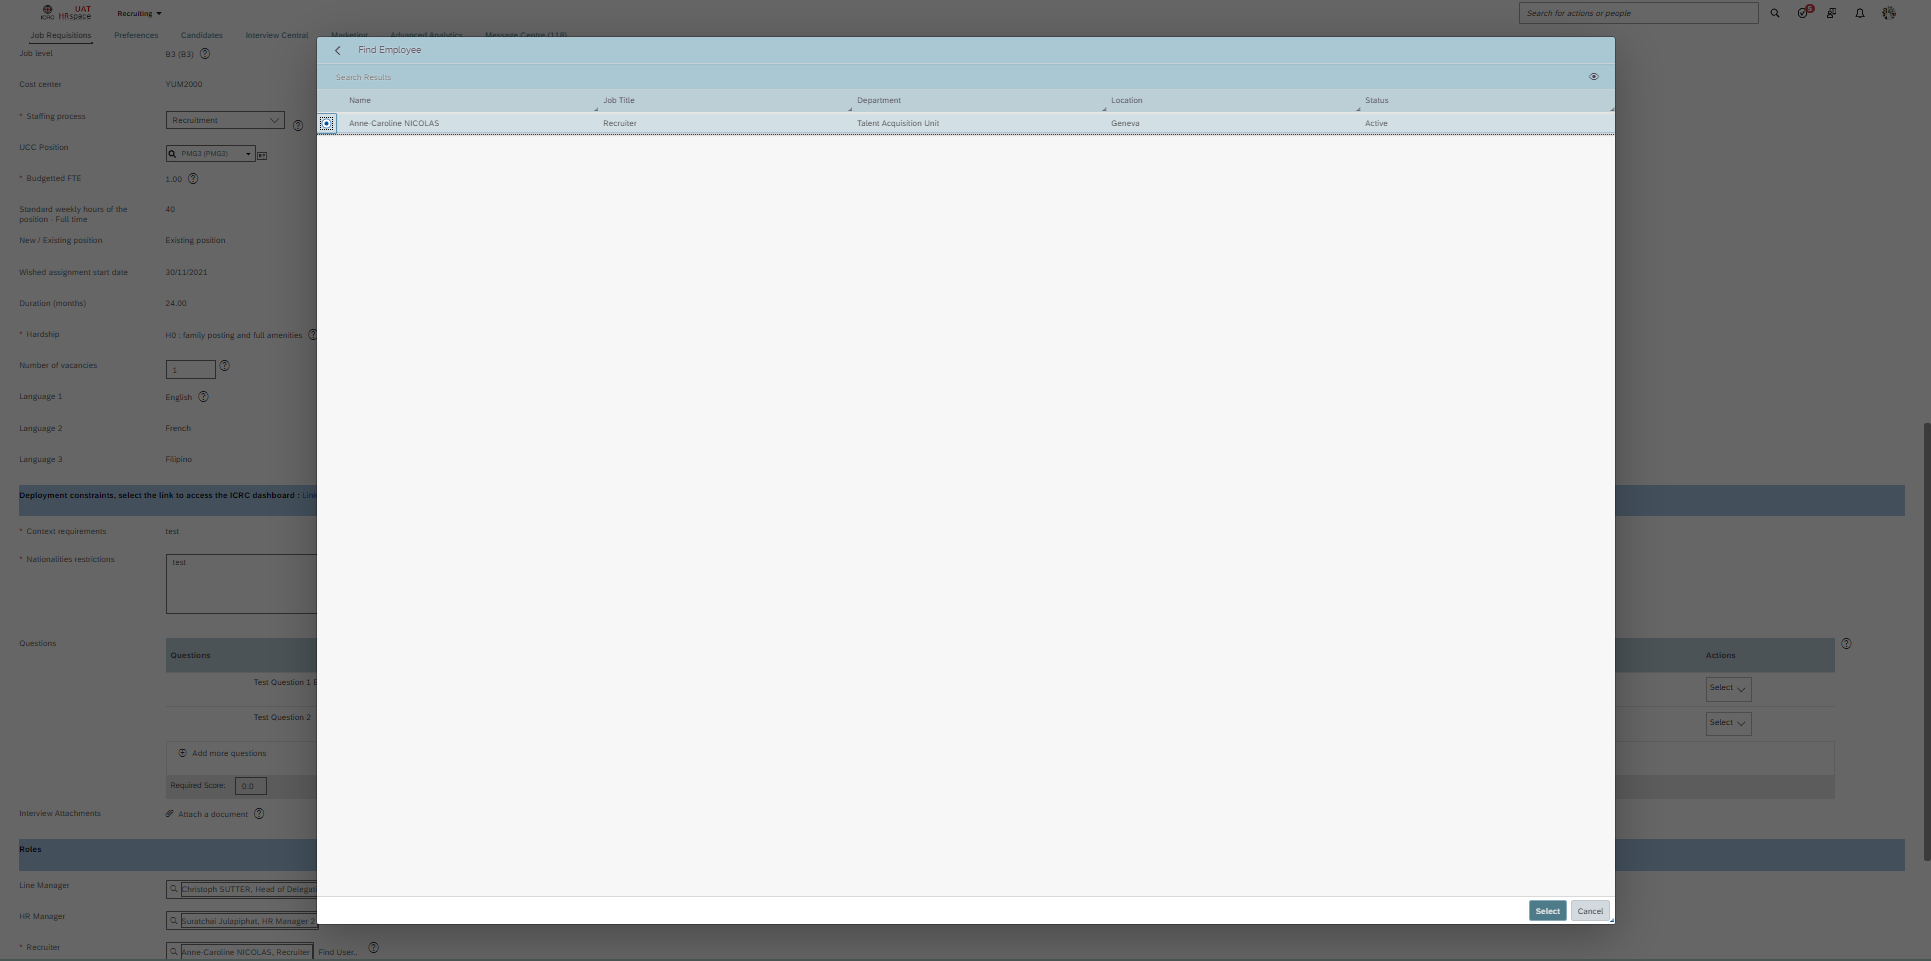 ICRC
UAT
HRspace
Recruiting
Search for actions or people
5
Job Requisitions
Preferences
Candidates
Interview Central
Marketing
Advanced Analytics
Message Centre (118)
Find Employee
Search Results
Name
Job Title
Department
Location
Status
Anne-Caroline NICOLAS
Recruiter
Talent Acquisition Unit
Geneva
Active
Job level
B3 (B3)
Cost center
YUM2000
* Staffing process
Recruitment
UCC Position
PMG3 (PMG3)
* Budgetted FTE
1.00
Standard weekly hours of the
position - Full time
40
New / Existing position
Existing position
Wished assignment start date
30/11/2021
Duration (months)
24.00
* Hardship
H0 : family posting and full amenities
Number of vacancies
1
Language 1
English
Language 2
French
Language 3
Filipino
Deployment constraints, select the link to access the ICRC dashboard : Link
* Context requirements
test
* Nationalities restrictions
test
Questions
Questions
Actions
Test Question 1 E
Select
Test Question 2
Select
Add more questions
Required Score:
0.0
Interview Attachments
Attach a document
Roles
Line Manager
Christoph SUTTER, Head of Delegati
HR Manager
Suratchai Julapiphat, HR Manager 2
Select
Cancel
* Recruiter
Anne-Caroline NICOLAS, Recruiter
Find User..